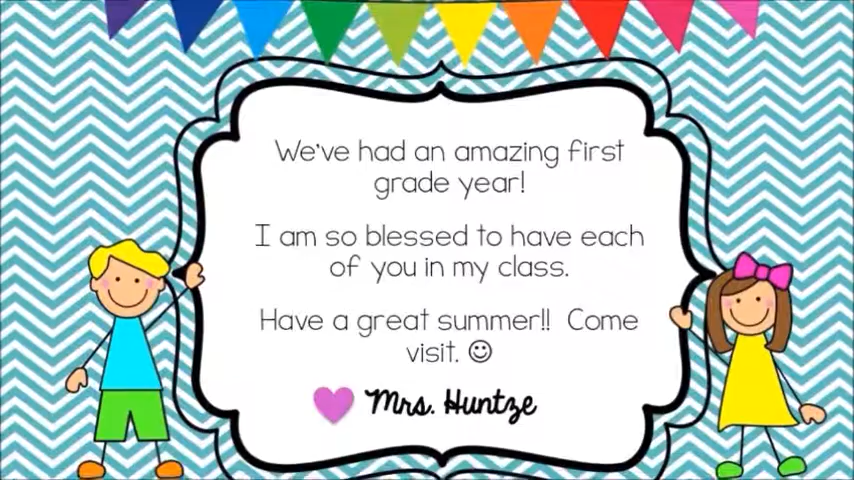 We've had an amazing first
grade year!
I am so blessed to have each
of you in my class.
Have a great summer!! Come
visit. ☺
Mrs. Huntze